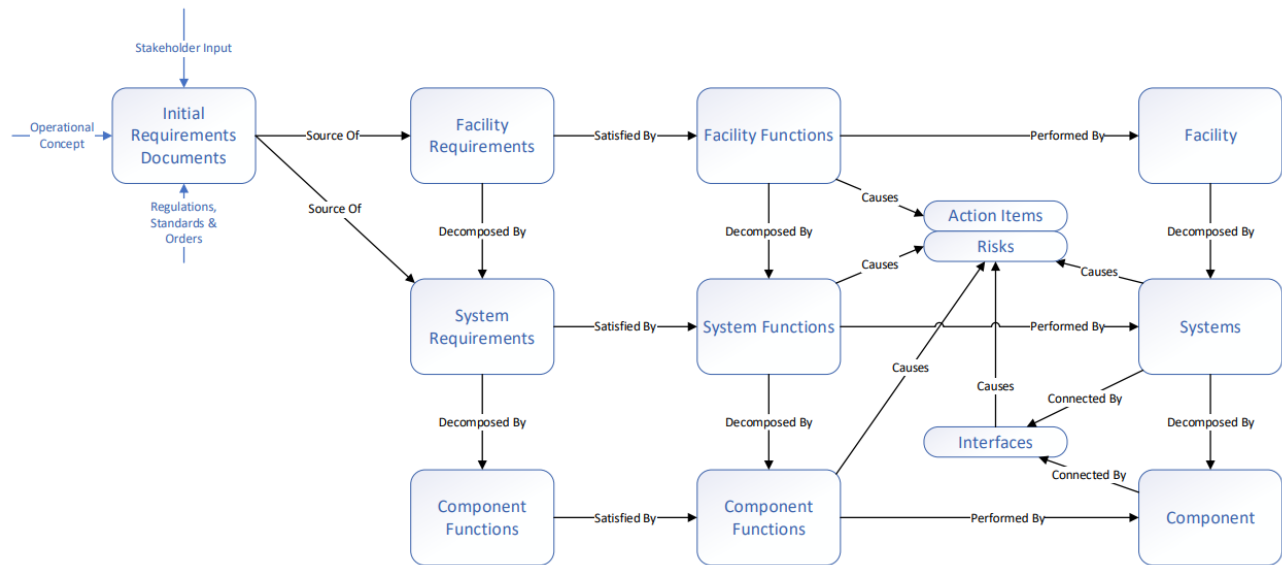 Stakeholder Input
Operational
Concept
Initial
Requirements
Documents
Regulations,
Standards &
Orders
Source Of
Source Of
Facility
Requirements
Satisfied By
Facility Functions
Performed By
Facility
Causes
Action Items
Risks
Decomposed By
Decomposed By
Decomposed By
Causes
Causes
System
Requirements
Satisfied By
System Functions
Performed By
Systems
Causes
Causes
Connected By
Decomposed By
Decomposed By
Decomposed By
Interfaces
Connected By
Component
Functions
Satisfied By
Component
Functions
Performed By
Component